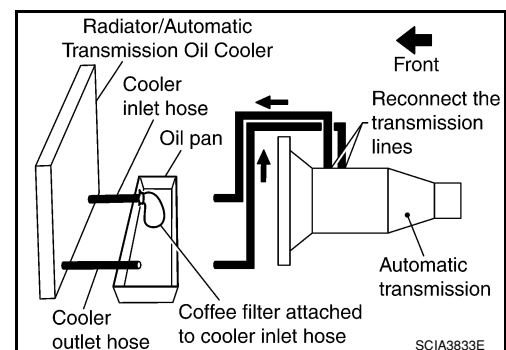 Radiator/Automatic
Transmission Oil Cooler
Front
Cooler
inlet hose
Reconnect the
transmission
lines
Oil pan
Automatic
transmission
Coffee filter attached
to cooler inlet hose
Cooler
outlet hose
SCIA3833E